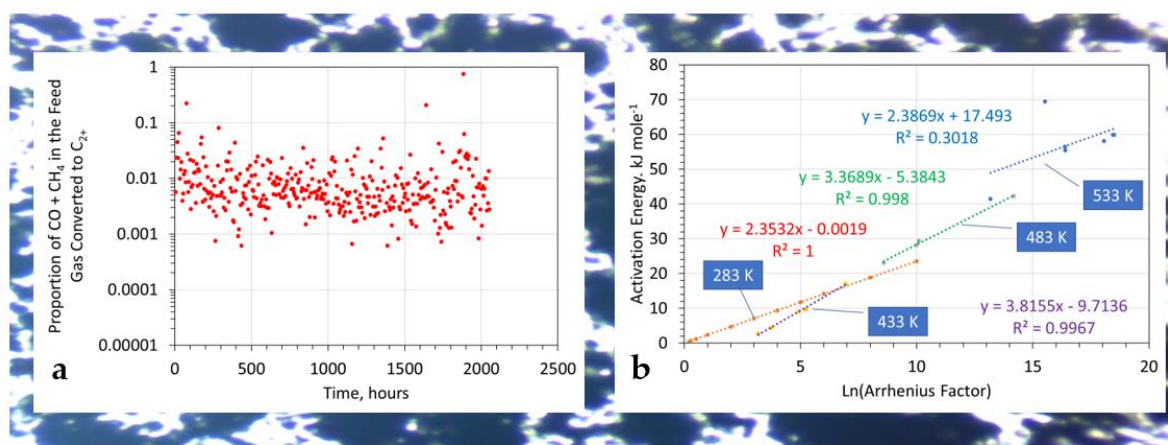 Proportion of CO + CH₄ in the Feed
Gas Converted to C₂₊
1
0.1
0.01
0.001
0.0001
0.00001
0
500
1000
1500
2000
2500
Time, hours
a
Activation Energy. kJ mole⁻¹
80
70
60
50
40
30
20
10
0
0
5
10
15
20
Ln(Arrhenius Factor)
y = 2.3869x + 17.493
R² = 0.3018
y = 3.3689x - 5.3843
R² = 0.998
y = 2.3532x - 0.0019
R² = 1
y = 3.8155x - 9.7136
R² = 0.9967
533 K
483 K
283 K
433 K
b